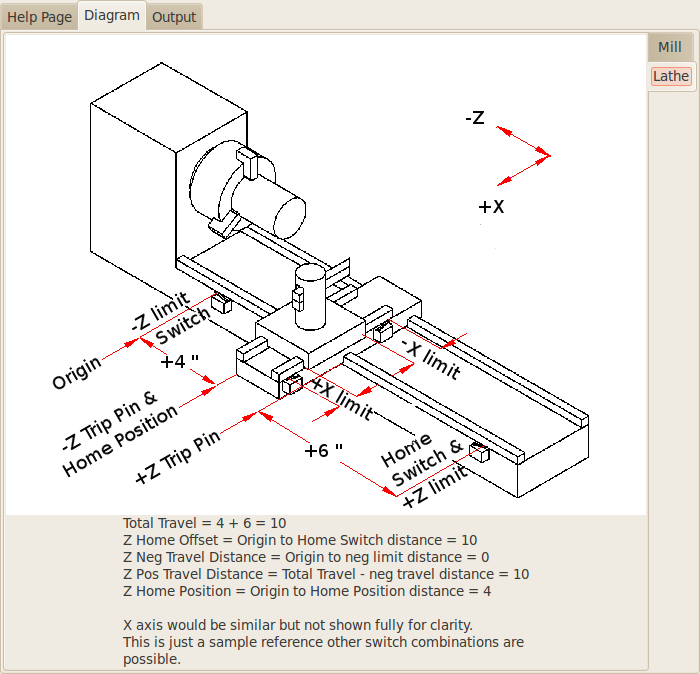 Help Page
Diagram
Output
Mill
Lathe
-Z
+X
-Z limit
Switch
Origin
+4 "
-X limit
+X limit
-Z Trip Pin &
Home Position
+Z Trip Pin
+6 "
Home
Switch &
+Z limit
Total Travel = 4 + 6 = 10
Z Home Offset = Origin to Home Switch distance = 10
Z Neg Travel Distance = Origin to neg limit distance = 0
Z Pos Travel Distance = Total Travel - neg travel distance = 10
Z Home Position = Origin to Home Position distance = 4
X axis would be similar but not shown fully for clarity.
This is just a sample reference other switch combinations are
possible.